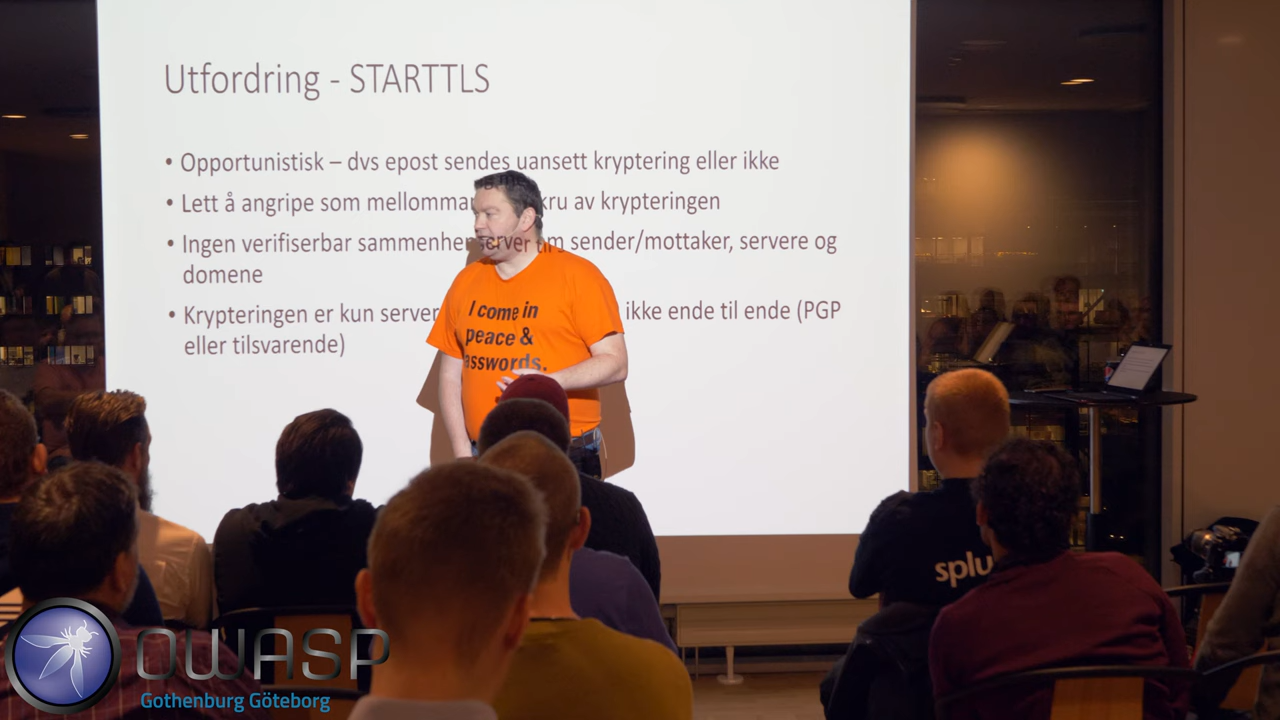 Utfordring - STARTTLS
• Opportunistisk – dvs epost sendes uansett kryptering eller ikke
• Lett å angripe som kru av krypteringen
• Ingen verifiserbar server sender/mottaker, servere og
domene
• Krypteringen er kun server ikke ende til ende (PGP
eller tilsvarende)
I come in
peace &
asswords.
splu
OWASP
Gothenburg Göteborg